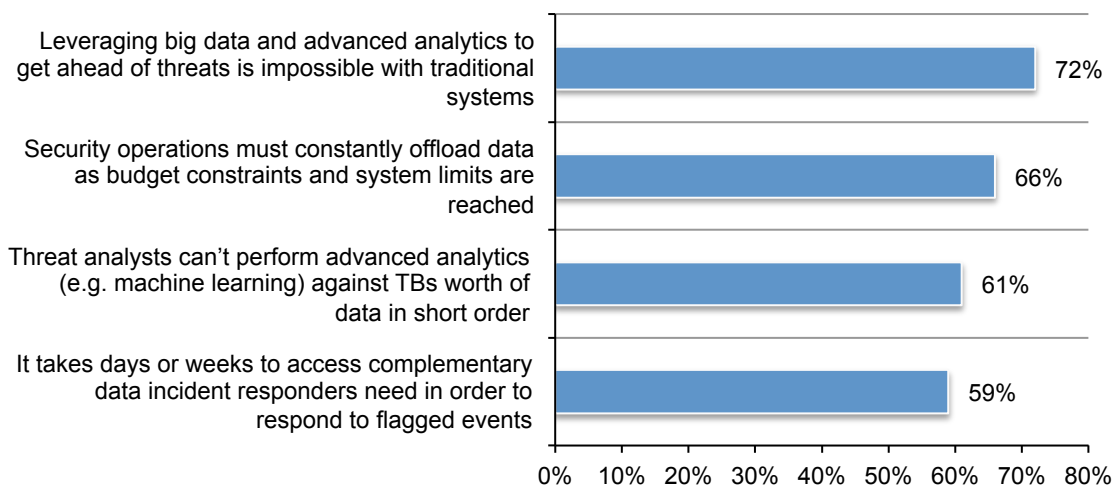 Leveraging big data and advanced analytics to
get ahead of threats is impossible with traditional
systems
72%
Security operations must constantly offload data
as budget constraints and system limits are
reached
66%
Threat analysts can’t perform advanced analytics
(e.g. machine learning) against TBs worth of
data in short order
61%
It takes days or weeks to access complementary
data incident responders need in order to
respond to flagged events
59%
0% 10% 20% 30% 40% 50% 60% 70% 80%